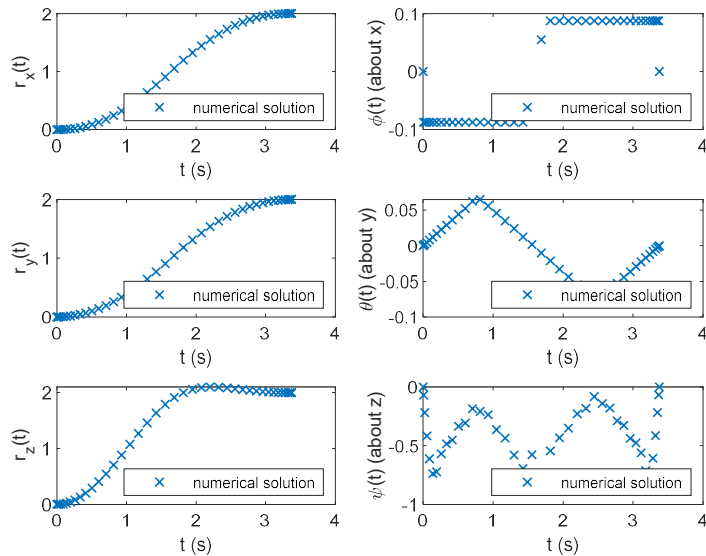 2
1
0
r_x(t)
numerical solution
0 1 2 3 4
t (s)
0.1
0
-0.1
ϕ(t) (about x)
numerical solution
0 1 2 3 4
t (s)
2
1
0
r_y(t)
numerical solution
0 1 2 3 4
t (s)
0.05
0
-0.05
-0.1
θ(t) (about y)
numerical solution
0 1 2 3 4
t (s)
2
1
0
r_z(t)
numerical solution
0 1 2 3 4
t (s)
0
-0.5
-1
ψ(t) (about z)
numerical solution
0 1 2 3 4
t (s)